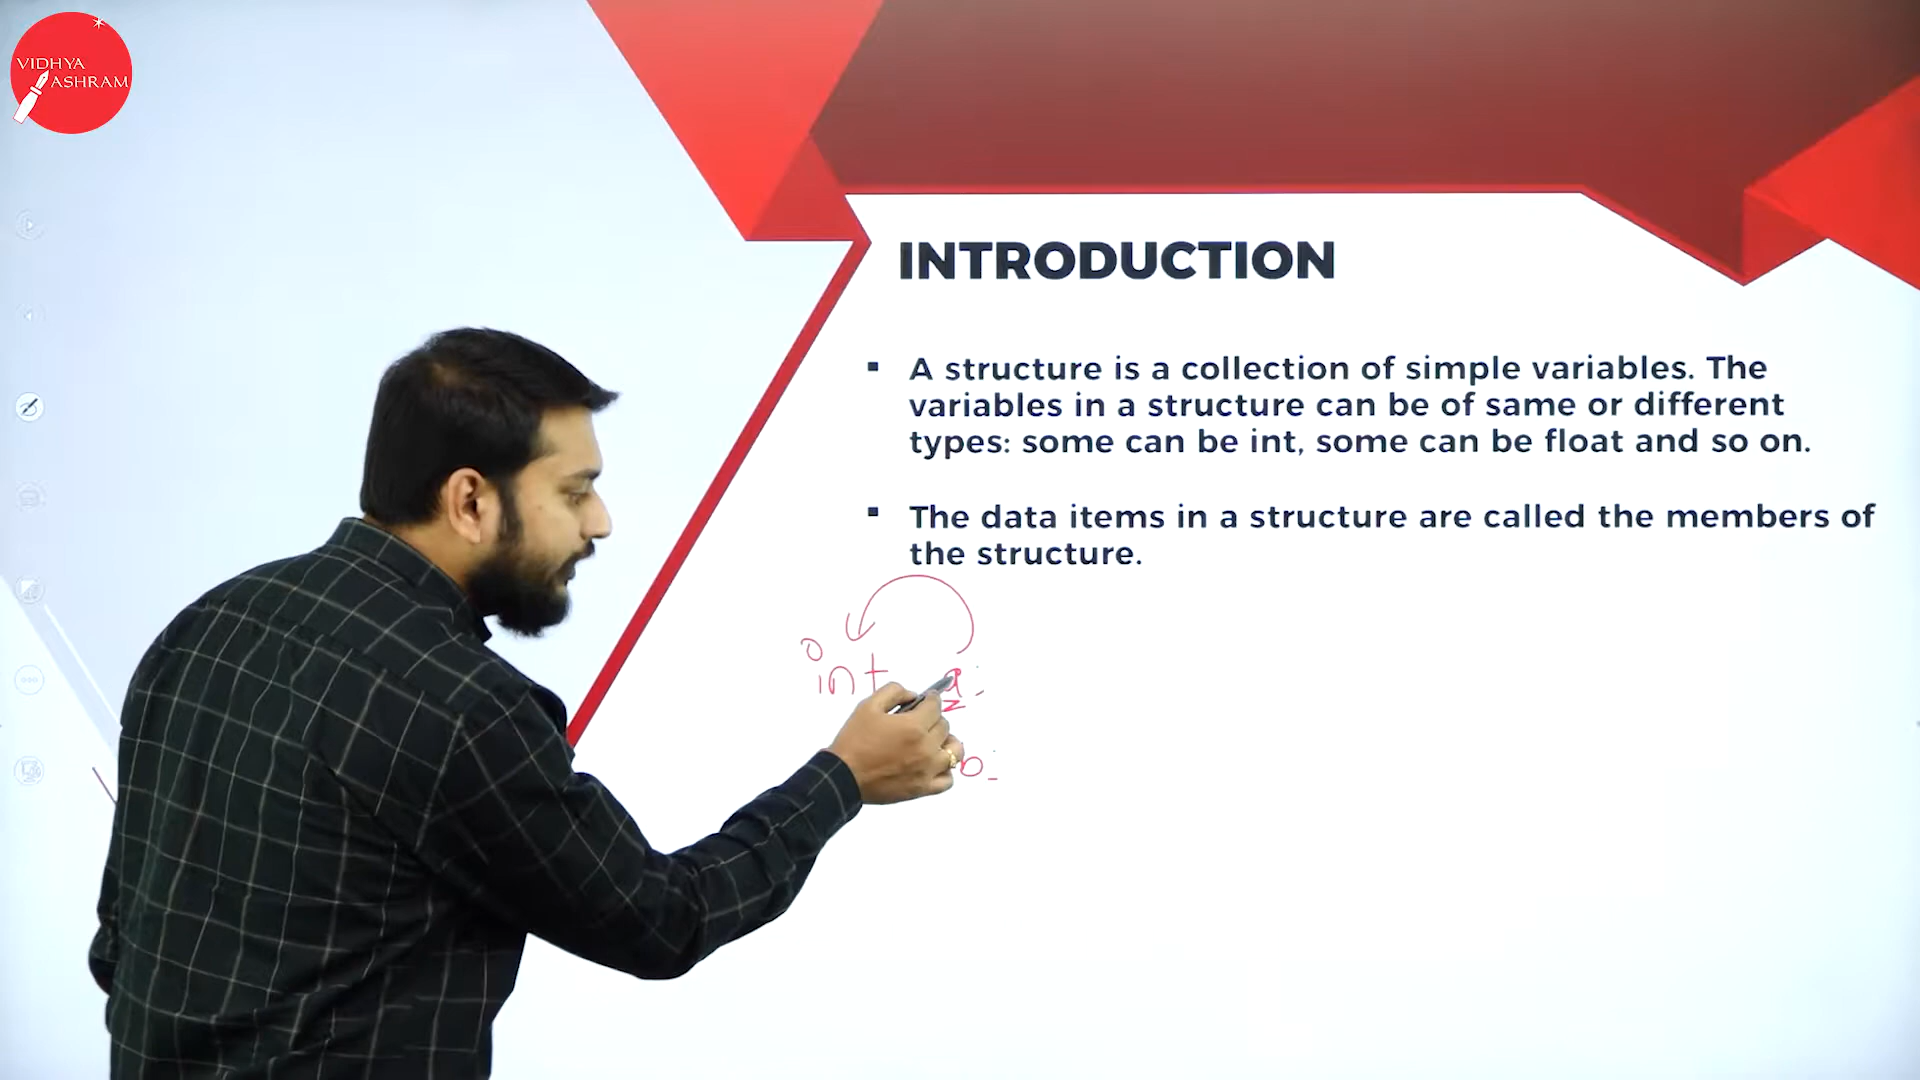 VIDHYA
ASHRAM
INTRODUCTION
▪ A structure is a collection of simple variables. The
variables in a structure can be of same or different
types: some can be int, some can be float and so on.
▪ The data items in a structure are called the members of
the structure.
int a;
b;